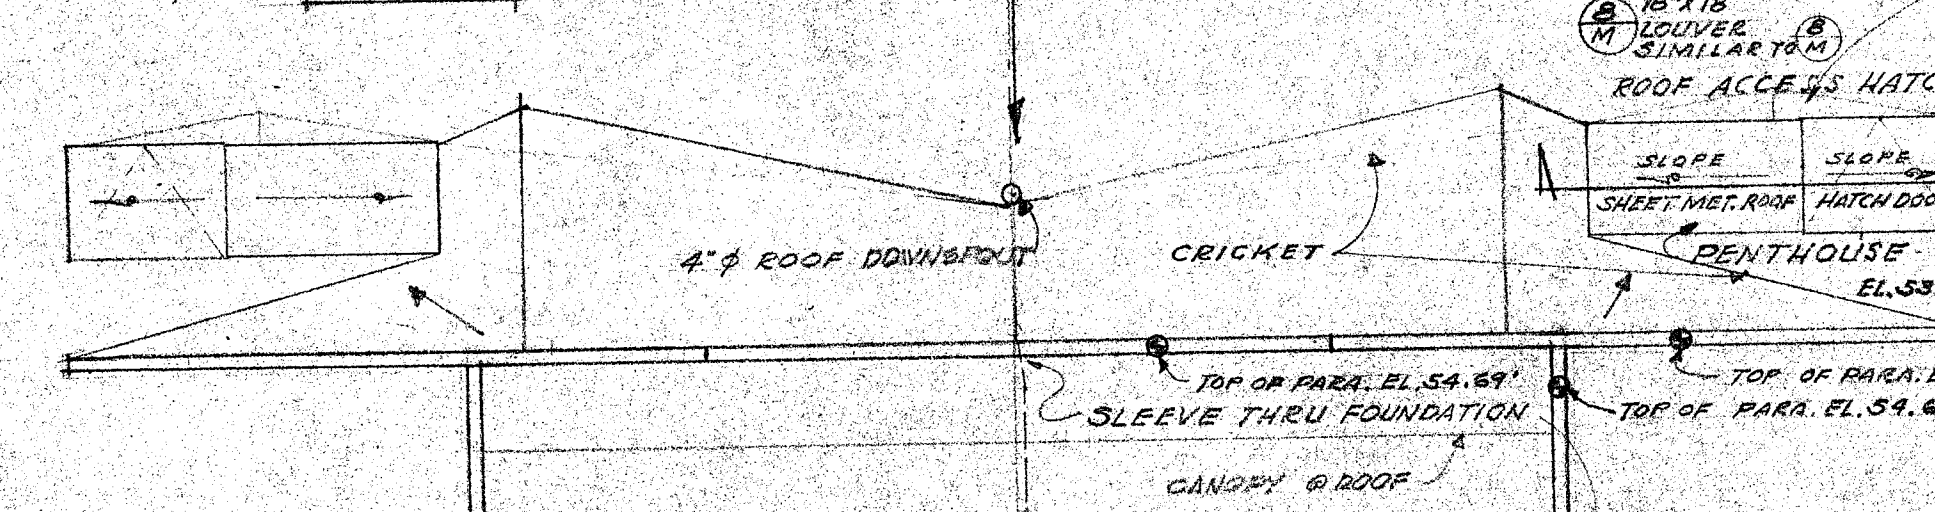 8 M
18"X18"
LOUVER
SIMILAR TO 8 M
ROOF ACCESS HATC
SLOPE SLOPE
SHEET MET. ROOF HATCH DOO
4"φ ROOF DOWNSPOUT
CRICKET
PENTHOUSE -
EL. 53.
TOP OF PARA. EL. 54.69'
TOP OF PARA. E
SLEEVE THRU FOUNDATION
TOP OF PARA. EL. 54.6
CANOPY @ ROOF